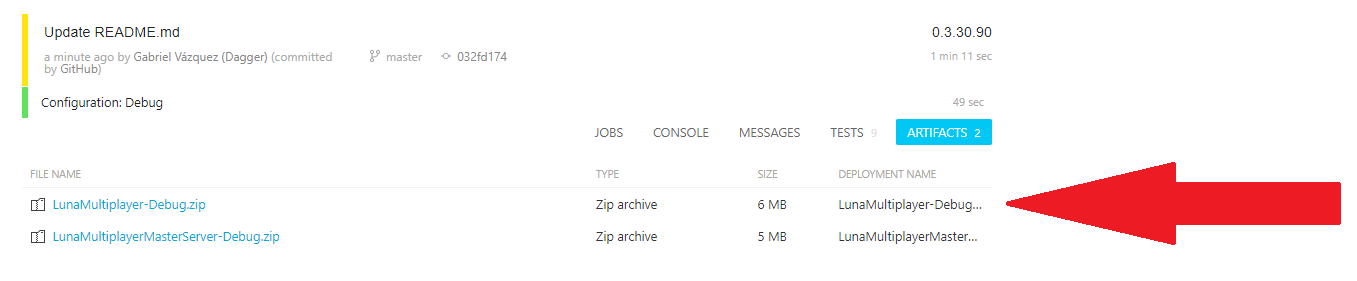 Update README.md 0.3.30.90
a minute ago by Gabriel Vázquez (Dagger) (committed master 032fd174 1 min 11 sec
by GitHub)
Configuration: Debug 49 sec
JOBS CONSOLE MESSAGES TESTS 9 ARTIFACTS 2
FILE NAME TYPE SIZE DEPLOYMENT NAME
LunaMultiplayer-Debug.zip Zip archive 6 MB LunaMultiplayer-Debug...
LunaMultiplayerMasterServer-Debug.zip Zip archive 5 MB LunaMultiplayerMaster...